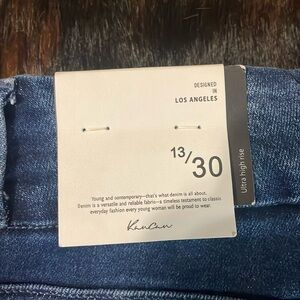 DESIGNED
IN
LOS ANGELES
13/30
Ultra high rise
Young and contemporary—that's what denim is all about.
Denim is a versatile and reliable fabric—a timeless testament to classic
everyday fashion every young woman will be proud to wear.
KanCan